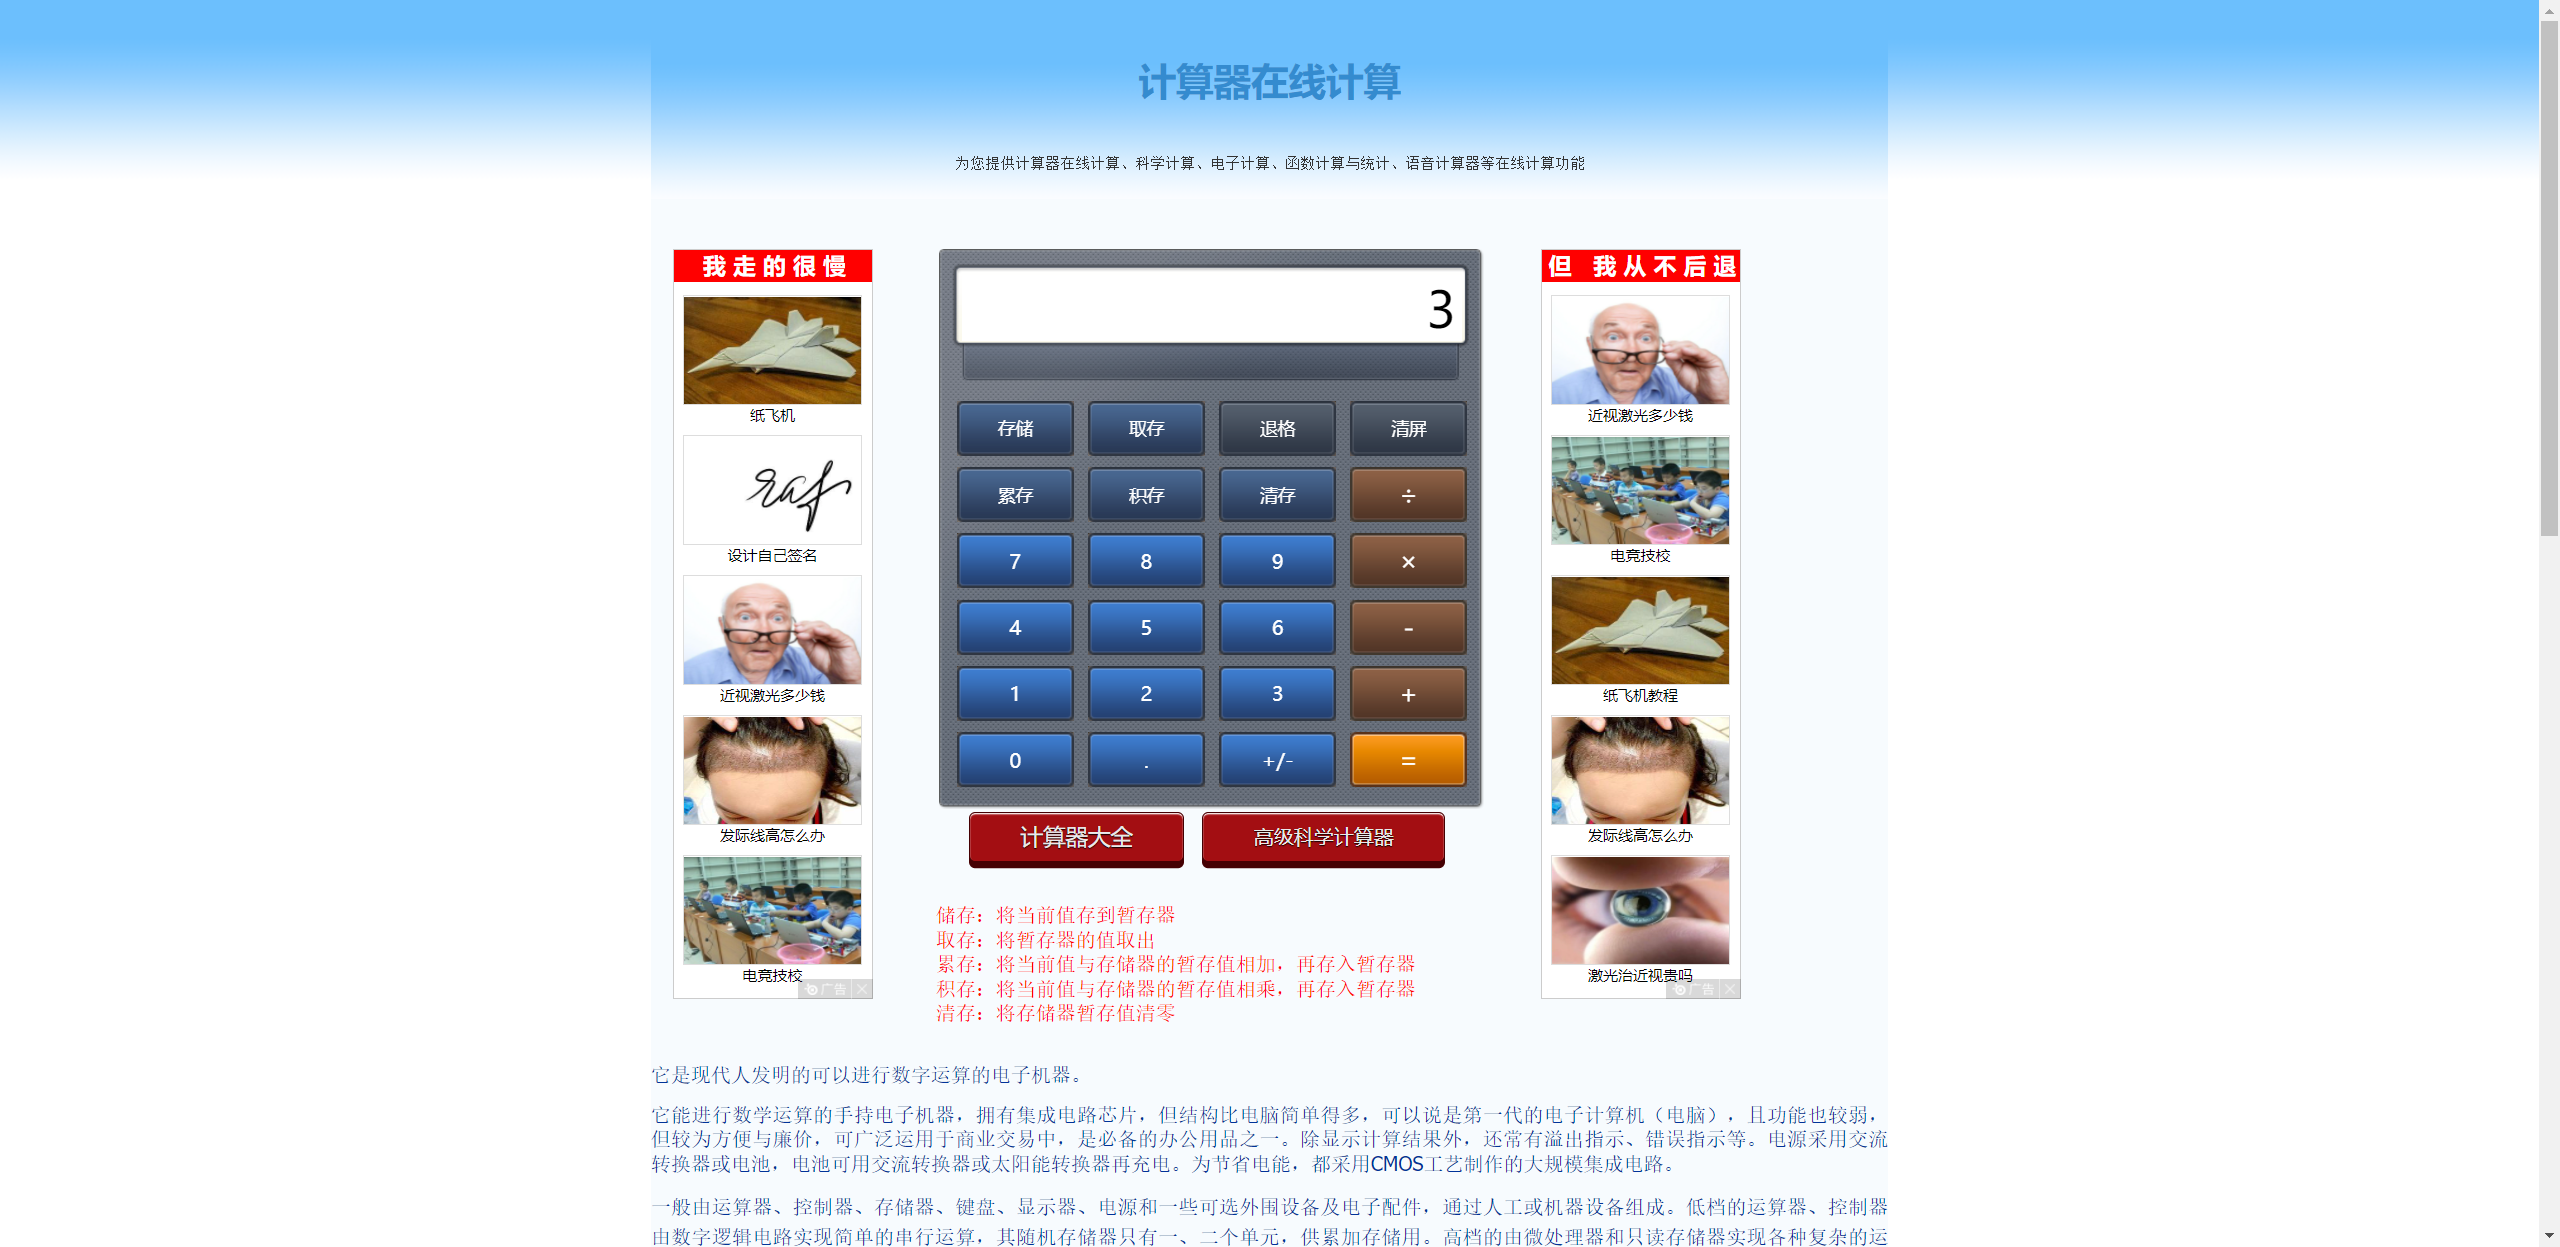 计算器在线计算
为您提供计算器在线计算、科学计算、电子计算、函数计算与统计、语音计算器等在线计算功能
我走的很慢
纸飞机
设计自己签名
近视激光多少钱
发际线高怎么办
电竞技校
广告
3
存储 取存 退格 清屏
累存 积存 清存 ÷
7 8 9 ×
4 5 6 -
1 2 3 +
0 . +/- =
计算器大全 高级科学计算器
储存：将当前值存到暂存器
取存：将暂存器的值取出
累存：将当前值与存储器的暂存值相加，再存入暂存器
积存：将当前值与存储器的暂存值相乘，再存入暂存器
清存：将存储器暂存值清零
但 我从不后退
近视激光多少钱
电竞技校
纸飞机教程
发际线高怎么办
激光治近视贵吗
广告
它是现代人发明的可以进行数字运算的电子机器。
它能进行数学运算的手持电子机器，拥有集成电路芯片，但结构比电脑简单得多，可以说是第一代的电子计算机（电脑），且功能也较弱，
但较为方便与廉价，可广泛运用于商业交易中，是必备的办公用品之一。除显示计算结果外，还常有溢出指示、错误指示等。电源采用交流
转换器或电池，电池可用交流转换器或太阳能转换器再充电。为节省电能，都采用CMOS工艺制作的大规模集成电路。
一般由运算器、控制器、存储器、键盘、显示器、电源和一些可选外围设备及电子配件，通过人工或机器设备组成。低档的运算器、控制器
由数字逻辑电路实现简单的串行运算，其随机存储器只有一、二个单元，供累加存储用。高档的由微处理器和只读存储器实现各种复杂的运